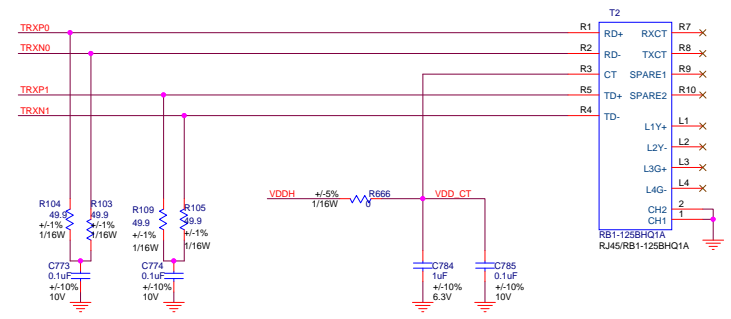 T2
TRXP0
R1
RD+
RXCT
R7
TRXN0
R2
RD-
TXCT
R8
R3
CT
SPARE1
R9
TRXP1
R5
TD+
SPARE2
R10
TRXN1
R4
TD-
L1Y+
L1
L2Y-
L2
L3G+
L3
L4G-
L4
CH2
2
CH1
1
RB1-125BHQ1A
RJ45/RB1-125BHQ1A
VDDH
+/-5%
1/16W
R666
0
VDD_CT
R104
49.9
+/-1%
1/16W
R103
49.9
+/-1%
1/16W
R109
49.9
+/-1%
1/16W
R105
49.9
+/-1%
1/16W
C773
0.1uF
+/-10%
10V
C774
0.1uF
+/-10%
10V
C784
1uF
+/-10%
6.3V
C785
0.1uF
+/-10%
10V